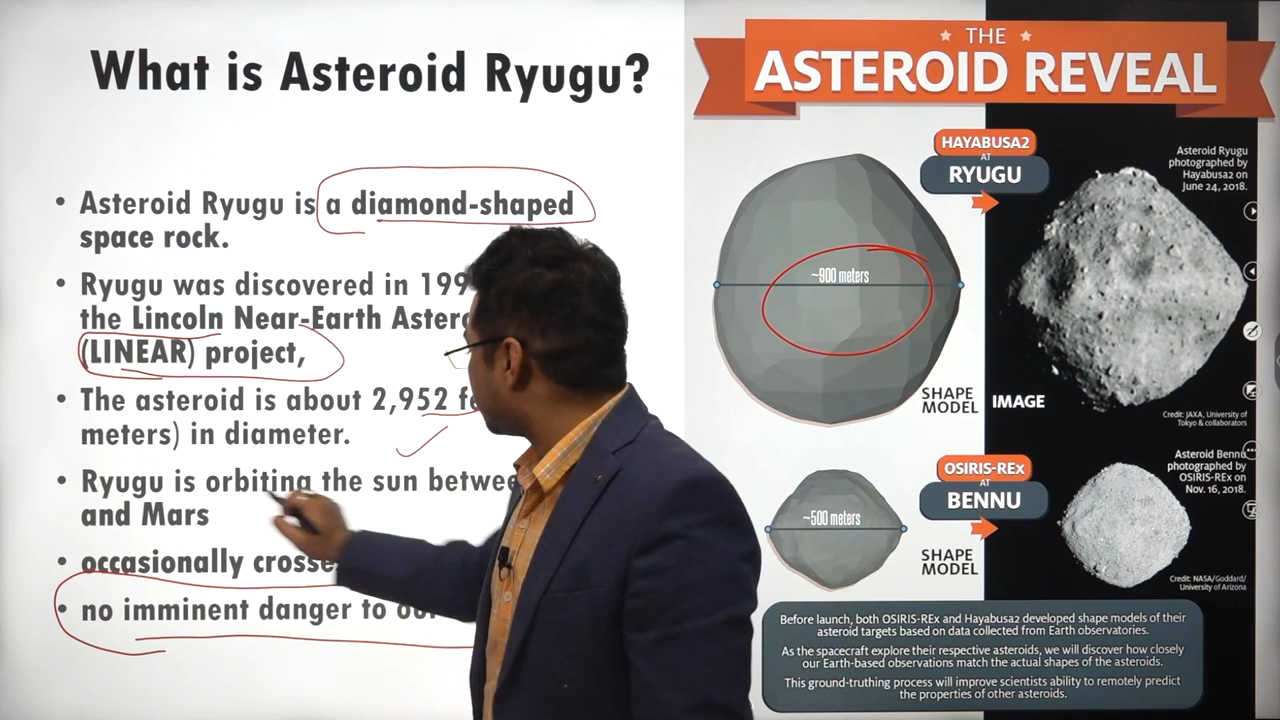 What is Asteroid Ryugu?
• Asteroid Ryugu is a diamond-shaped
space rock.
• Ryugu was discovered in 199
the Lincoln Near-Earth Aster
(LINEAR) project,
• The asteroid is about 2,952
meters) in diameter.
• Ryugu is orbiting the sun
and Mars
• occasionally
• no imminent danger to
THE
ASTEROID REVEAL
HAYABUSA2
AT
RYUGU
Asteroid Ryugu
photographed by
Hayabusa2 on
June 24, 2018.
~900 meters
SHAPE
MODEL
IMAGE
Credit: JAXA, University of
Tokyo & collaborators
OSIRIS-REx
AT
BENNU
Asteroid Bennu
photographed by
OSIRIS-REx on
Nov. 16, 2018.
~500 meters
SHAPE
MODEL
Credit: NASA/Goddard/
University of Arizona
Before launch, both OSIRIS-REx and Hayabusa2 developed shape models of their
asteroid targets based on data collected from Earth observatories.
As the spacecraft explore their respective asteroids, we will discover how closely
our Earth-based observations match the actual shapes of the asteroids.
This ground-truthing process will improve scientists ability to remotely predict
the properties of other asteroids.